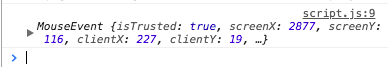 script.js:9
MouseEvent {isTrusted: true, screenX: 2877, screenY:
116, clientX: 227, clientY: 19, …}